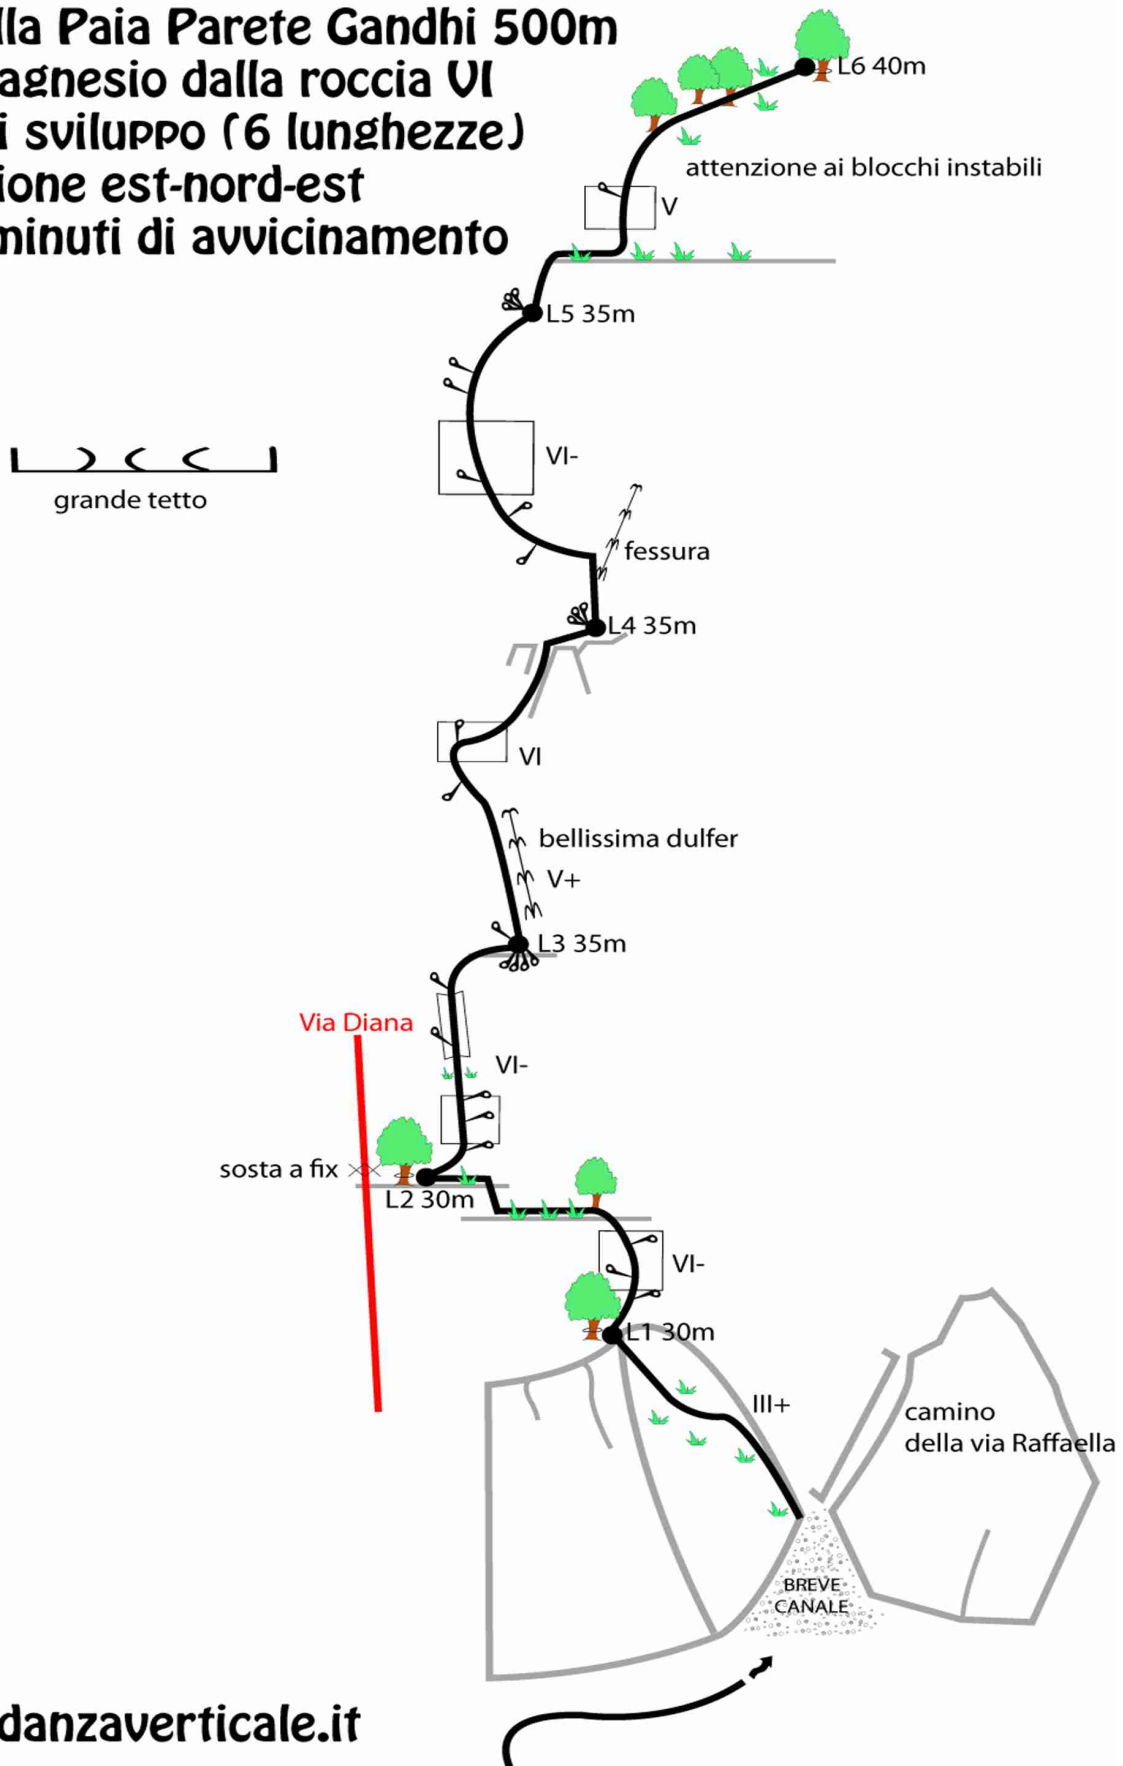 lla Paia Parete Gandhi 500m
agnesio dalla roccia VI
i sviluppo (6 lunghezze)
ione est-nord-est
minuti di avvicinamento
L6 40m
attenzione ai blocchi instabili
V
L5 35m
VI-
grande tetto
fessura
L4 35m
VI
bellissima dulfer
V+
L3 35m
Via Diana
VI-
sosta a fix
L2 30m
VI-
L1 30m
III+
camino
della via Raffaella
BREVE
CANALE
danzaverticale.it